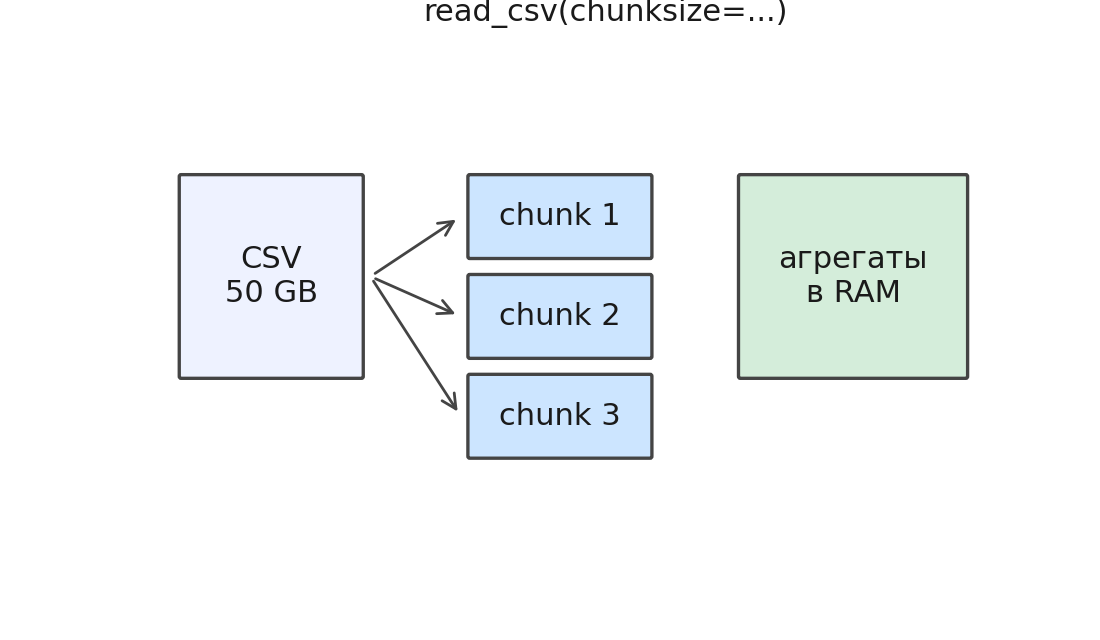 read_csv(chunksize=...)
CSV
50 GB
chunk 1
chunk 2
chunk 3
агрегаты
в RAM